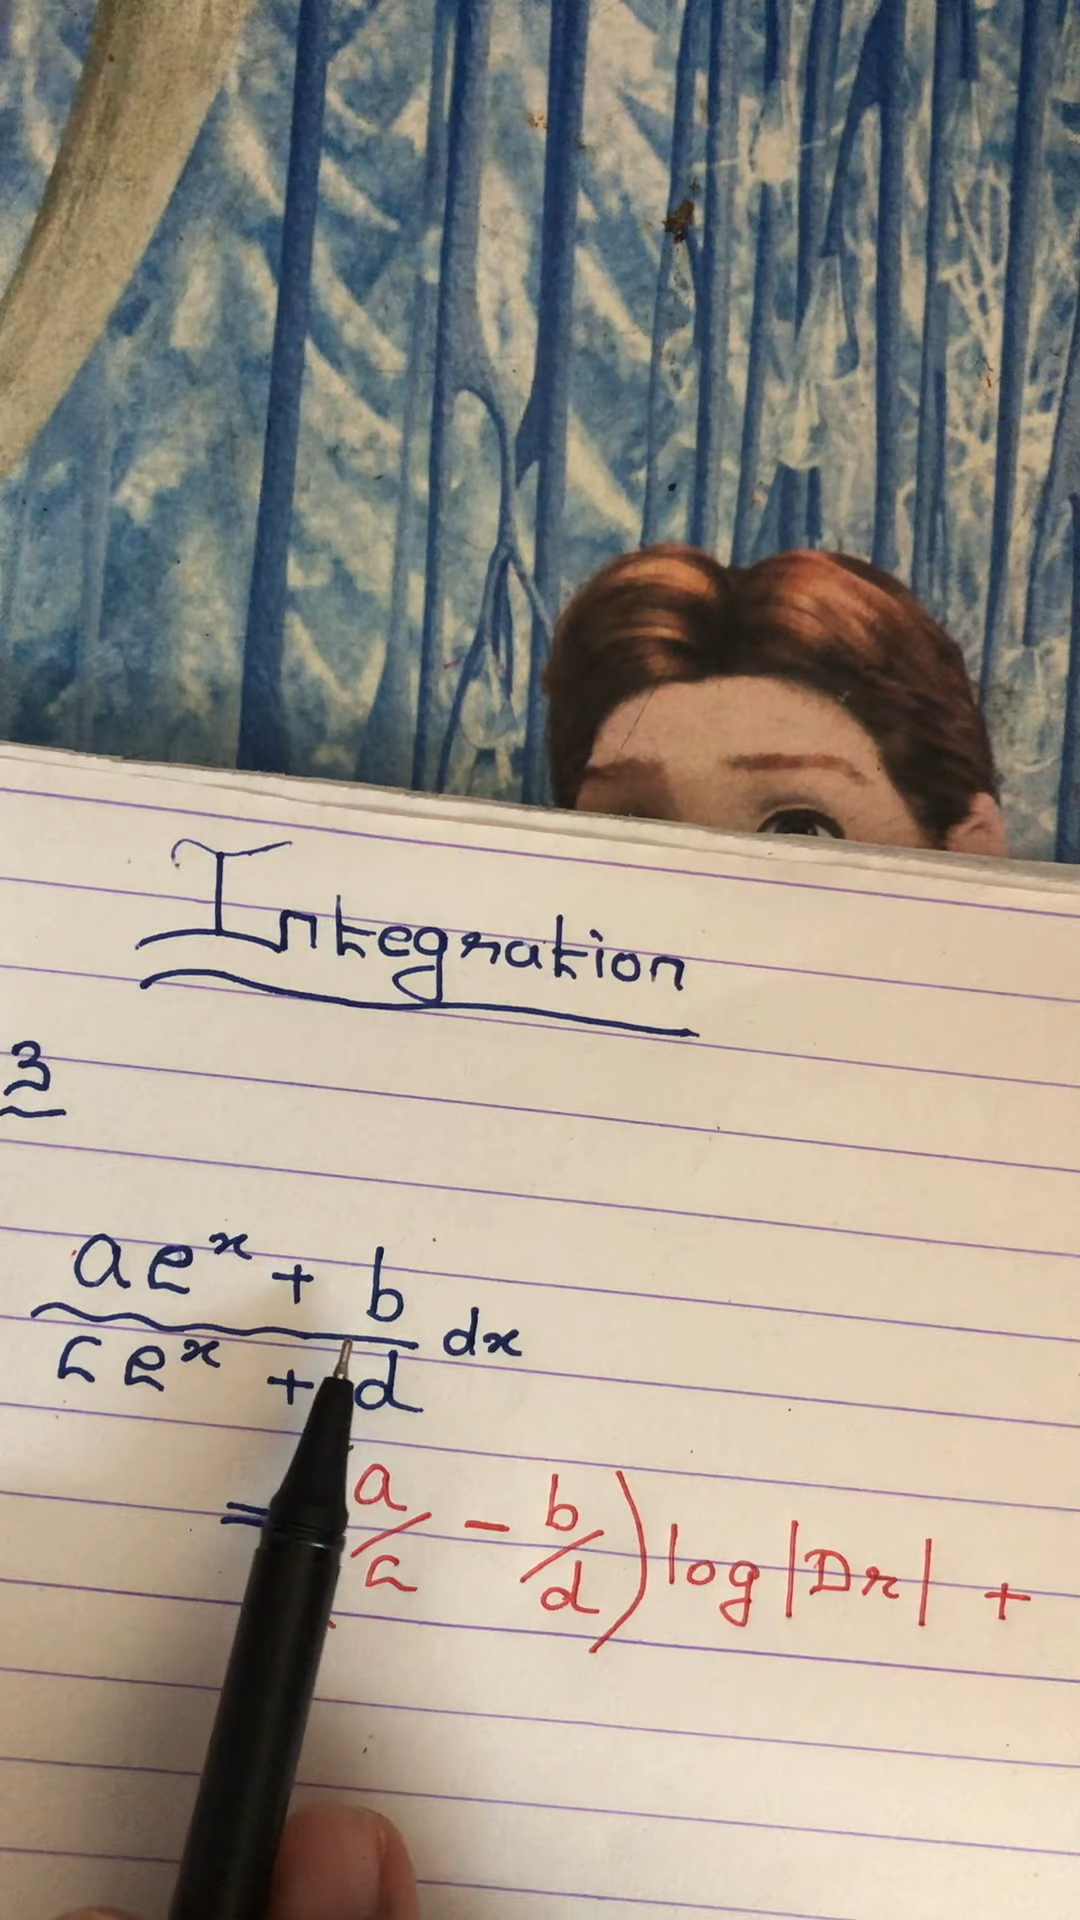 Integration
3
ae^x + b
ce^x + d dx
= a/c - b/d) log |Dr| +